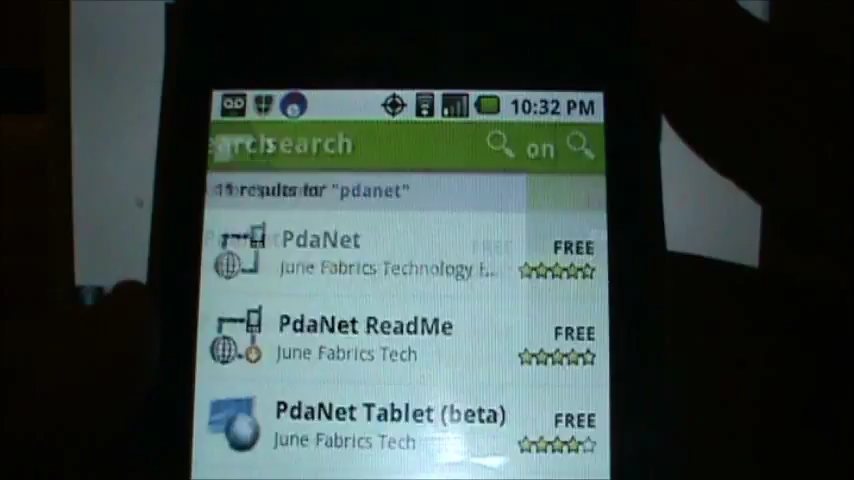 10:32 PM
search
on
results for "pdanet"
PdaNet
FREE
June Fabrics Technology
PdaNet ReadMe
FREE
June Fabrics Tech
PdaNet Tablet (beta)
FREE
June Fabrics Tech